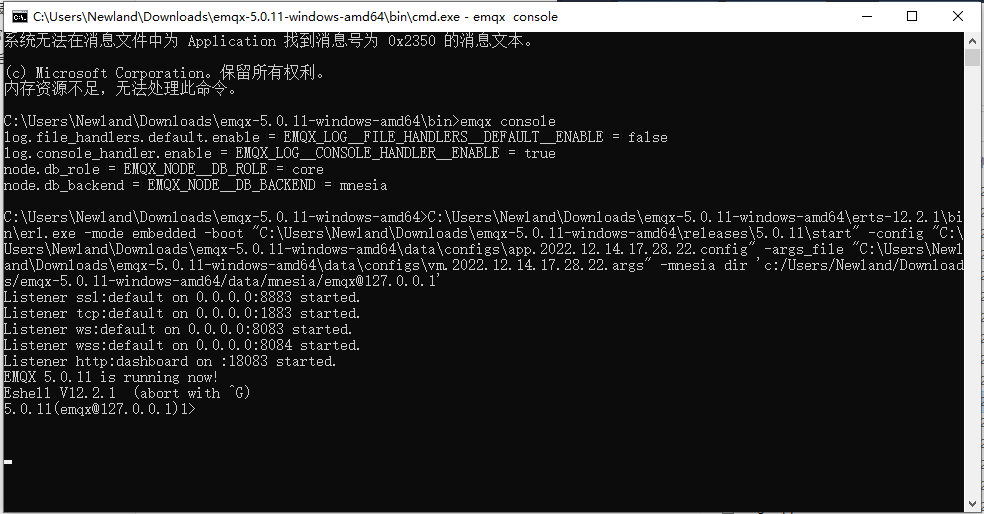 C:\Users\Newland\Downloads\emqx-5.0.11-windows-amd64\bin\cmd.exe - emqx  console
系统无法在消息文件中为 Application 找到消息号为 0x2350 的消息文本。
(c) Microsoft Corporation。保留所有权利。
内存资源不足，无法处理此命令。
C:\Users\Newland\Downloads\emqx-5.0.11-windows-amd64\bin>emqx console
log.file_handlers.default.enable = EMQX_LOG__FILE_HANDLERS__DEFAULT__ENABLE = false
log.console_handler.enable = EMQX_LOG__CONSOLE_HANDLER__ENABLE = true
node.db_role = EMQX_NODE__DB_ROLE = core
node.db_backend = EMQX_NODE__DB_BACKEND = mnesia
C:\Users\Newland\Downloads\emqx-5.0.11-windows-amd64>C:\Users\Newland\Downloads\emqx-5.0.11-windows-amd64\erts-12.2.1\bi
n\erl.exe -mode embedded -boot "C:\Users\Newland\Downloads\emqx-5.0.11-windows-amd64\releases\5.0.11\start" -config "C:\
Users\Newland\Downloads\emqx-5.0.11-windows-amd64\data\configs\app.2022.12.14.17.28.22.config" -args_file "C:\Users\Newl
and\Downloads\emqx-5.0.11-windows-amd64\data\configs\vm.2022.12.14.17.28.22.args" -mnesia dir 'c:/Users/Newland/Download
s/emqx-5.0.11-windows-amd64/data/mnesia/emqx@127.0.0.1'
Listener ssl:default on 0.0.0.0:8883 started.
Listener tcp:default on 0.0.0.0:1883 started.
Listener ws:default on 0.0.0.0:8083 started.
Listener wss:default on 0.0.0.0:8084 started.
Listener http:dashboard on :18083 started.
EMQX 5.0.11 is running now!
Eshell V12.2.1  (abort with ^G)
5.0.11(emqx@127.0.0.1)1>